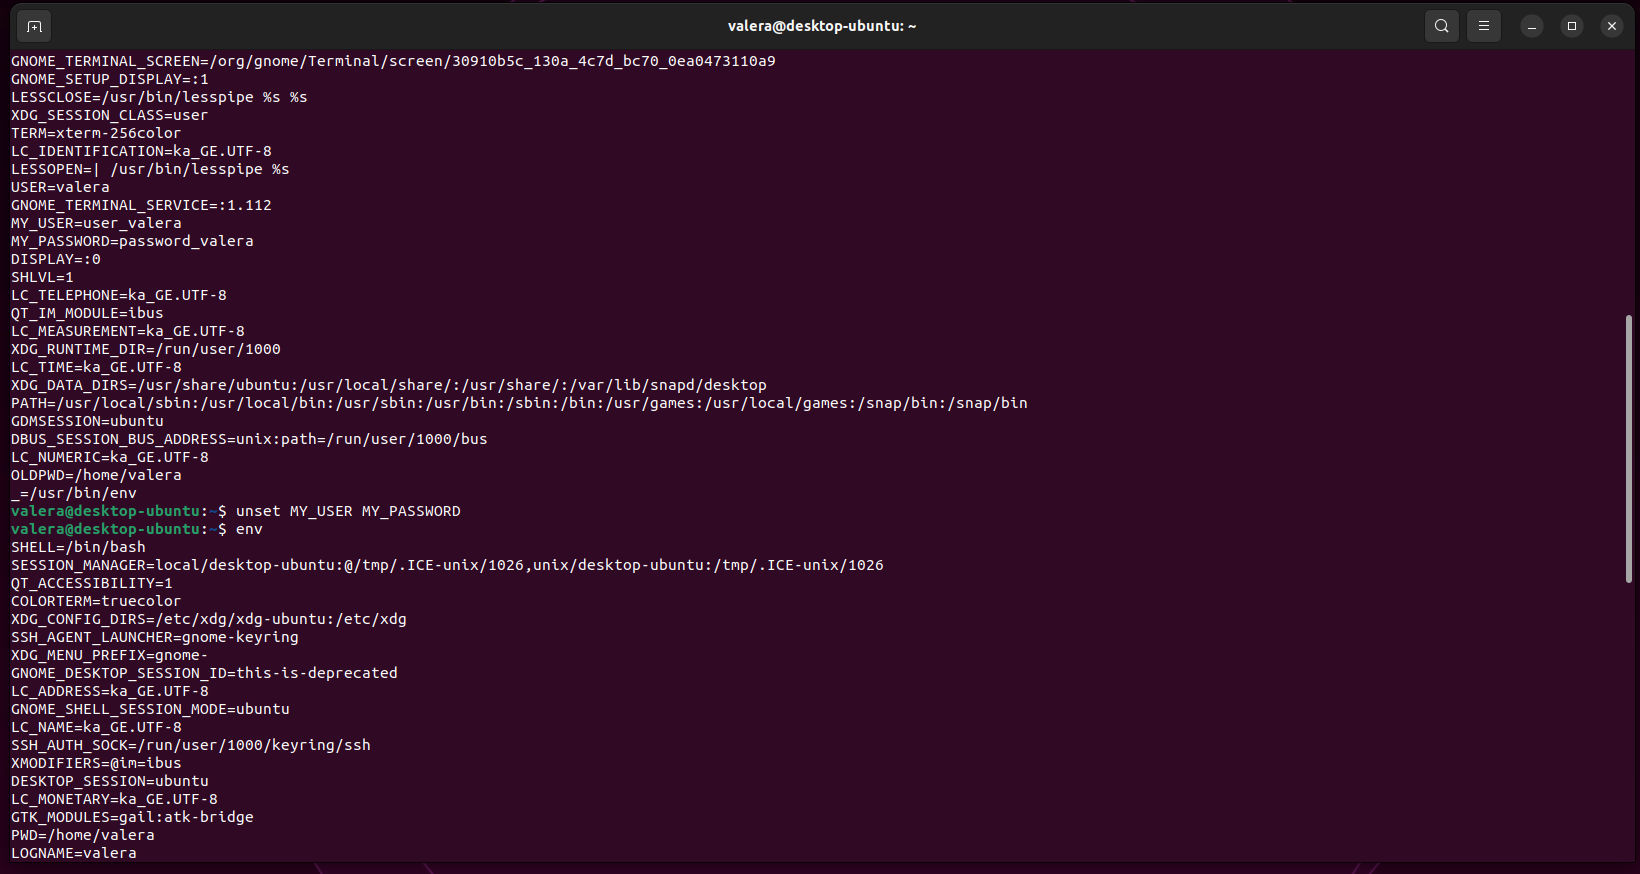 valera@desktop-ubuntu: ~
GNOME_TERMINAL_SCREEN=/org/gnome/Terminal/screen/30910b5c_130a_4c7d_bc70_0ea0473110a9
GNOME_SETUP_DISPLAY=:1
LESSCLOSE=/usr/bin/lesspipe %s %s
XDG_SESSION_CLASS=user
TERM=xterm-256color
LC_IDENTIFICATION=ka_GE.UTF-8
LESSOPEN=| /usr/bin/lesspipe %s
USER=valera
GNOME_TERMINAL_SERVICE=:1.112
MY_USER=user_valera
MY_PASSWORD=password_valera
DISPLAY=:0
SHLVL=1
LC_TELEPHONE=ka_GE.UTF-8
QT_IM_MODULE=ibus
LC_MEASUREMENT=ka_GE.UTF-8
XDG_RUNTIME_DIR=/run/user/1000
LC_TIME=ka_GE.UTF-8
XDG_DATA_DIRS=/usr/share/ubuntu:/usr/local/share/:/usr/share/:/var/lib/snapd/desktop
PATH=/usr/local/sbin:/usr/local/bin:/usr/sbin:/usr/bin:/sbin:/bin:/usr/games:/usr/local/games:/snap/bin:/snap/bin
GDMSESSION=ubuntu
DBUS_SESSION_BUS_ADDRESS=unix:path=/run/user/1000/bus
LC_NUMERIC=ka_GE.UTF-8
OLDPWD=/home/valera
_=/usr/bin/env
valera@desktop-ubuntu:~$ unset MY_USER MY_PASSWORD
valera@desktop-ubuntu:~$ env
SHELL=/bin/bash
SESSION_MANAGER=local/desktop-ubuntu:@/tmp/.ICE-unix/1026,unix/desktop-ubuntu:/tmp/.ICE-unix/1026
QT_ACCESSIBILITY=1
COLORTERM=truecolor
XDG_CONFIG_DIRS=/etc/xdg/xdg-ubuntu:/etc/xdg
SSH_AGENT_LAUNCHER=gnome-keyring
XDG_MENU_PREFIX=gnome-
GNOME_DESKTOP_SESSION_ID=this-is-deprecated
LC_ADDRESS=ka_GE.UTF-8
GNOME_SHELL_SESSION_MODE=ubuntu
LC_NAME=ka_GE.UTF-8
SSH_AUTH_SOCK=/run/user/1000/keyring/ssh
XMODIFIERS=@im=ibus
DESKTOP_SESSION=ubuntu
LC_MONETARY=ka_GE.UTF-8
GTK_MODULES=gail:atk-bridge
PWD=/home/valera
LOGNAME=valera